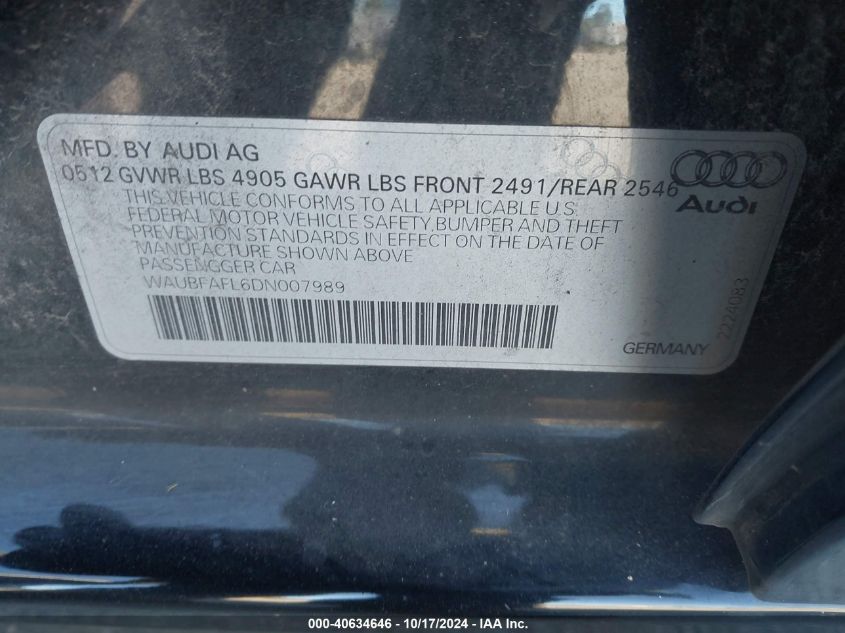 MFD. BY AUDI AG
0512 GVWR LBS 4905 GAWR LBS FRONT 2491/REAR 2546
THIS VEHICLE CONFORMS TO ALL APPLICABLE U.S
FEDERAL MOTOR VEHICLE SAFETY,BUMPER AND THEFT
PREVENTION STANDARDS IN EFFECT ON THE DATE OF
MANUFACTURE SHOWN ABOVE
PASSENGGER CAR
WAUBFAFL6DN007989
Audi
GERMANY
2224083
000-40634646 - 10/17/2024 - IAA Inc.